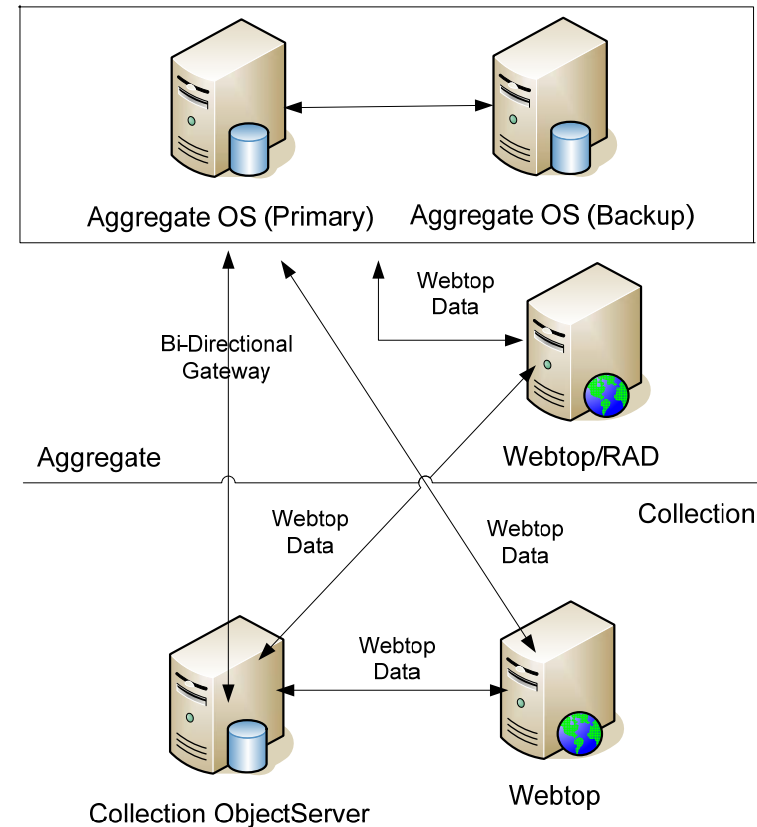 Aggregate OS (Primary)
Aggregate OS (Backup)
Webtop
Data
Bi-Directional
Gateway
Webtop/RAD
Aggregate
Collection
Webtop
Data
Webtop
Data
Webtop
Data
Webtop
Collection ObjectServer